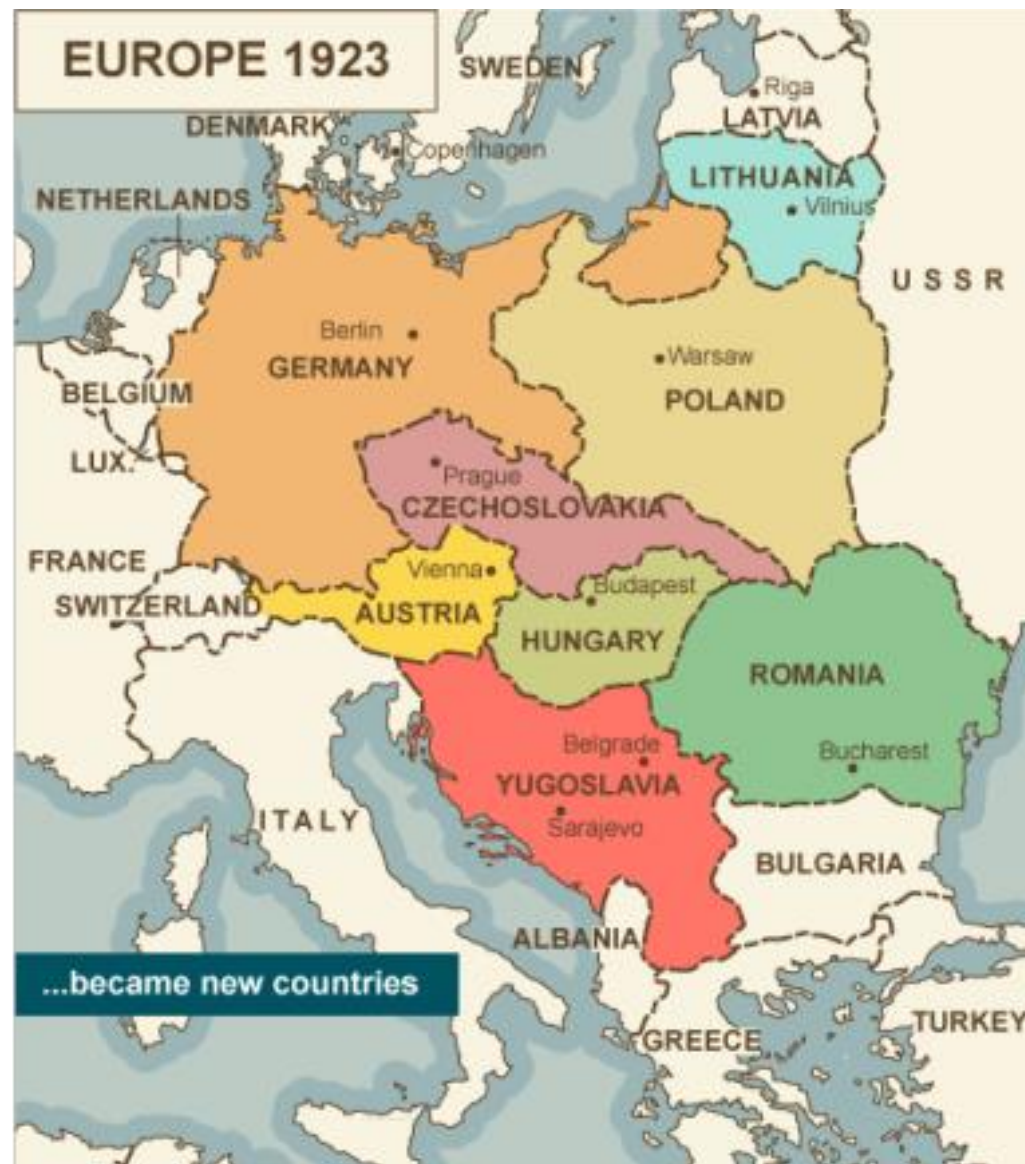 EUROPE 1923
SWEDEN
Riga
LATVIA
DENMARK
Copenhagen
LITHUANIA
NETHERLANDS
Vilnius
USSR
Berlin
GERMANY
Warsaw
BELGIUM
POLAND
LUX.
Prague
CZECHOSLOVAKIA
FRANCE
Vienna
Budapest
SWITZERLAND
AUSTRIA
HUNGARY
ROMANIA
Belgrade
Bucharest
YUGOSLAVIA
ITALY
Sarajevo
BULGARIA
ALBANIA
...became new countries
TURKEY
GREECE